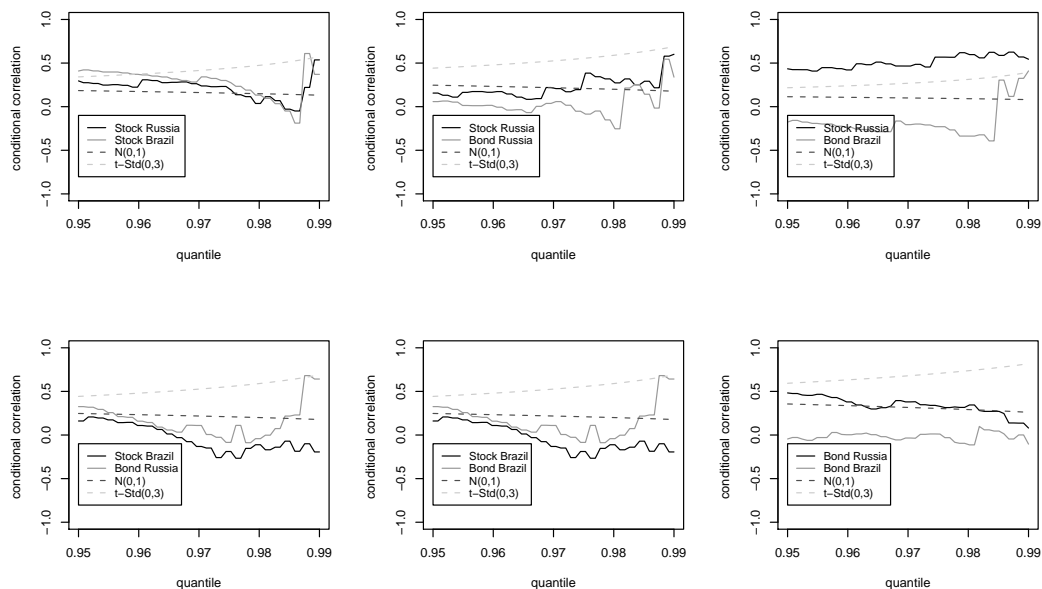 conditional correlation
1.0
0.5
0.0
−0.5
−1.0
Stock Russia
Stock Brazil
N(0,1)
t−Std(0,3)
0.95 0.96 0.97 0.98 0.99
quantile
conditional correlation
1.0
0.5
0.0
−0.5
−1.0
Stock Russia
Bond Russia
N(0,1)
t−Std(0,3)
0.95 0.96 0.97 0.98 0.99
quantile
conditional correlation
1.0
0.5
0.0
−0.5
−1.0
Stock Russia
Bond Brazil
N(0,1)
t−Std(0,3)
0.95 0.96 0.97 0.98 0.99
quantile
conditional correlation
1.0
0.5
0.0
−0.5
−1.0
Stock Brazil
Bond Russia
N(0,1)
t−Std(0,3)
0.95 0.96 0.97 0.98 0.99
quantile
conditional correlation
1.0
0.5
0.0
−0.5
−1.0
Stock Brazil
Bond Russia
N(0,1)
t−Std(0,3)
0.95 0.96 0.97 0.98 0.99
quantile
conditional correlation
1.0
0.5
0.0
−0.5
−1.0
Bond Russia
Bond Brazil
N(0,1)
t−Std(0,3)
0.95 0.96 0.97 0.98 0.99
quantile